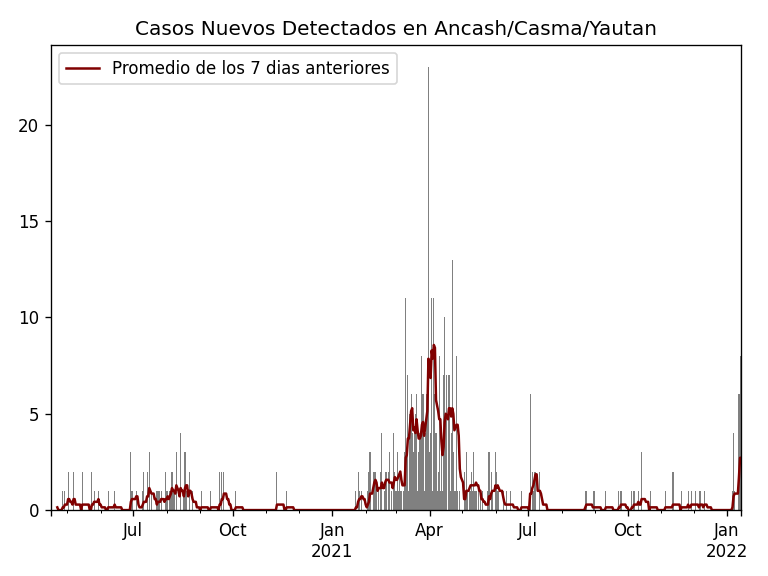 Casos Nuevos Detectados en Ancash/Casma/Yautan
Promedio de los 7 dias anteriores
20
15
10
5
0
Jul Oct Jan Apr Jul Oct Jan
2021 2022